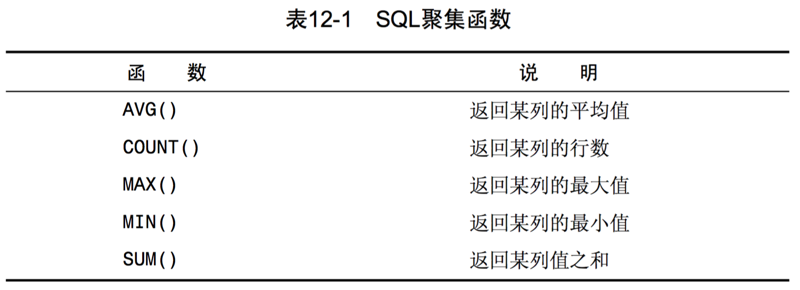 表12-1 SQL聚集函数
函 数 说 明
AVG() 返回某列的平均值
COUNT() 返回某列的行数
MAX() 返回某列的最大值
MIN() 返回某列的最小值
SUM() 返回某列值之和